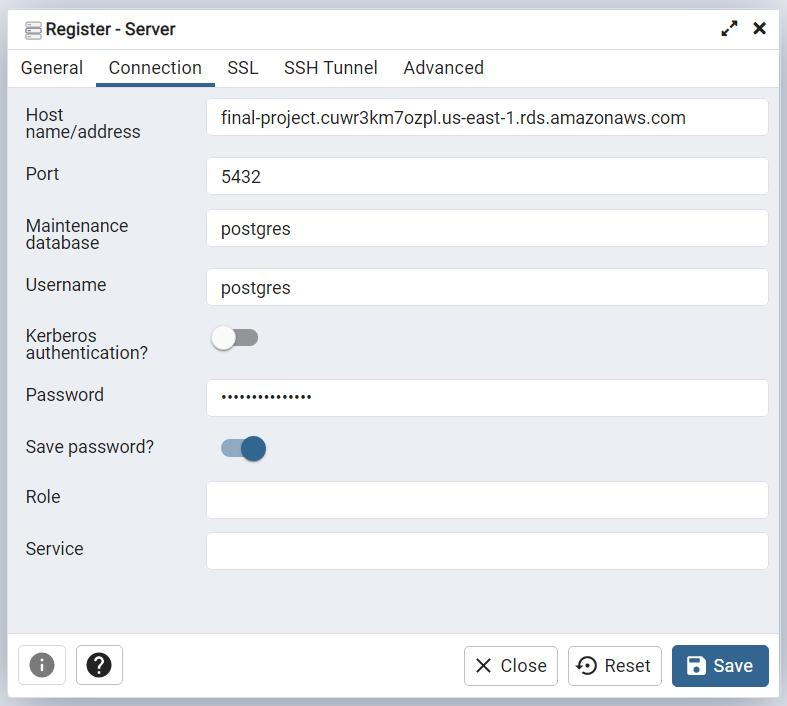 Register - Server
General Connection SSL SSH Tunnel Advanced
Host
name/address
final-project.cuwr3km7ozpl.us-east-1.rds.amazonaws.com
Port
5432
Maintenance
database
postgres
Username
postgres
Kerberos
authentication?
Password
•••••••••••••••
Save password?
Role
Service
Close Reset Save